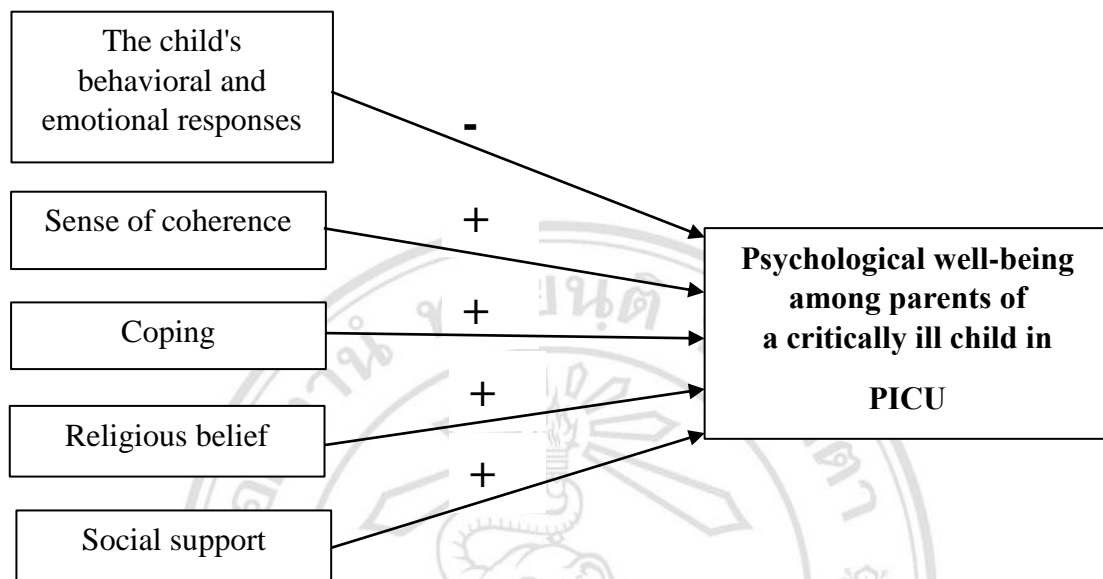 The child's
behavioral and
emotional responses
-
Sense of coherence
+
Coping
+
Religious belief
+
Social support
+
Psychological well-being
among parents of
a critically ill child in
PICU